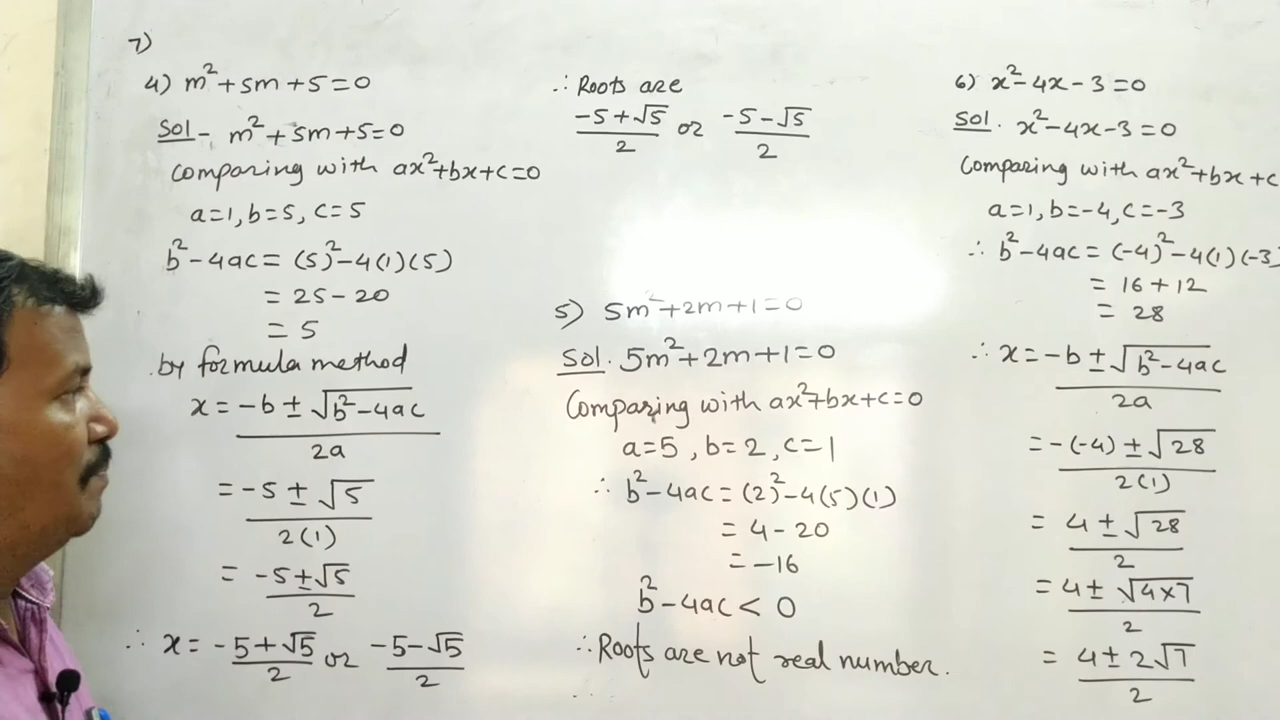 7)
4) m²+5m+5=0
Sol- m²+5m+5=0
Comparing with ax²+bx+c=0
a=1, b=5, c=5
b²-4ac = (5)²-4(1)(5)
= 25-20
= 5
by formula method
x = -b ± √b²-4ac / 2a
= -5 ± √5 / 2(1)
= -5±√5 / 2
∴ x = -5+√5 / 2 or -5-√5 / 2
∴ Roots are
-5+√5 / 2 or -5-√5 / 2
5) 5m²+2m+1=0
Sol. 5m²+2m+1=0
Comparing with ax²+bx+c=0
a=5, b=2, c=1
∴ b²-4ac = (2)²-4(5)(1)
= 4-20
= -16
b²-4ac < 0
∴ Roots are not real number.
6) x²-4x-3=0
Sol. x²-4x-3=0
Comparing with ax²+bx+c
a=1, b=-4, c=-3
∴ b²-4ac = (-4)²-4(1)(-3)
= 16+12
= 28
∴ x = -b ± √b²-4ac / 2a
= -(-4) ± √28 / 2(1)
= 4 ± √28 / 2
= 4 ± √4×7 / 2
= 4 ± 2√7 / 2